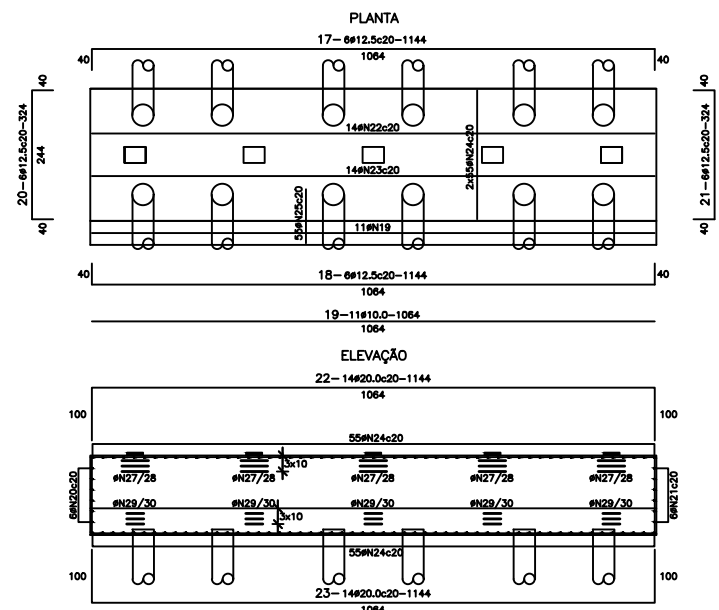 PLANTA
17-6ø12.5c20-1144
1064
40
40
40
40
20-6ø12.5c20-324
244
40
14øN22c20
14øN23c20
2x55øN24c20
55øN25c20
11øN19
21-6ø12.5c20-324
40
40
18-6ø12.5c20-1144
1064
40
40
19-11ø10.0-1064
1064
ELEVAÇÃO
22-14ø20.0c20-1144
1064
100
100
55øN24c20
3x10
øN27/28
øN27/28
øN27/28
øN27/28
øN27/28
6øN20c20
6øN21c20
øN29/30
øN29/30
øN29/30
øN29/30
øN29/30
3x10
55øN24c20
100
100
23-14ø20.0c20-1144
1064